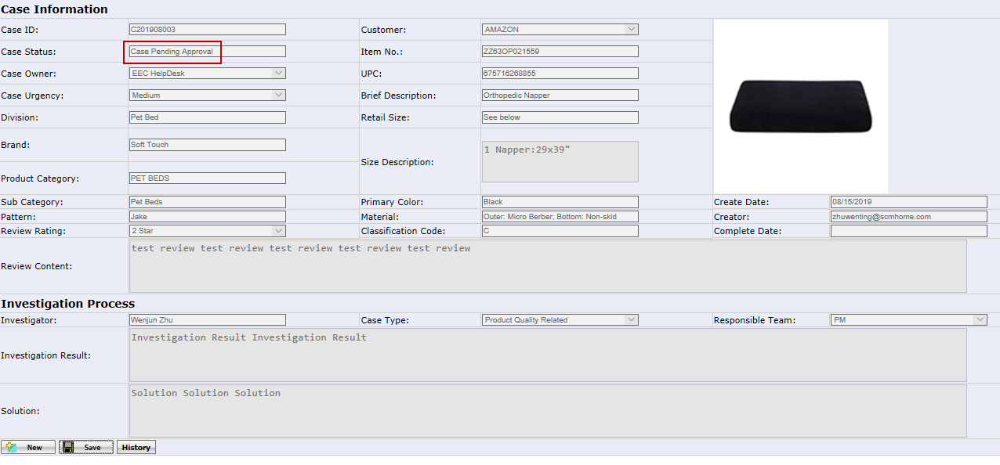 Case Information
Case ID: C201908003 Customer: AMAZON
Case Status: Case Pending Approval Item No.: ZZ63OP021559
Case Owner: EEC HelpDesk UPC: 675716268855
Case Urgency: Medium Brief Description: Orthopedic Napper
Division: Pet Bed Retail Size: See below
Brand: Soft Touch
Size Description: 1 Napper:29x39"
Product Category: PET BEDS
Sub Category: Pet Beds Primary Color: Black Create Date: 08/15/2019
Pattern: Jake Material: Outer: Micro Berber; Bottom: Non-skid Creator: zhuwenting@scmhome.com
Review Rating: 2 Star Classification Code: C Complete Date:
Review Content: test review test review test review test review test review
Investigation Process
Investigator: Wenjun Zhu Case Type: Product Quality Related Responsible Team: PM
Investigation Result: Investigation Result Investigation Result
Solution: Solution Solution Solution
New Save History